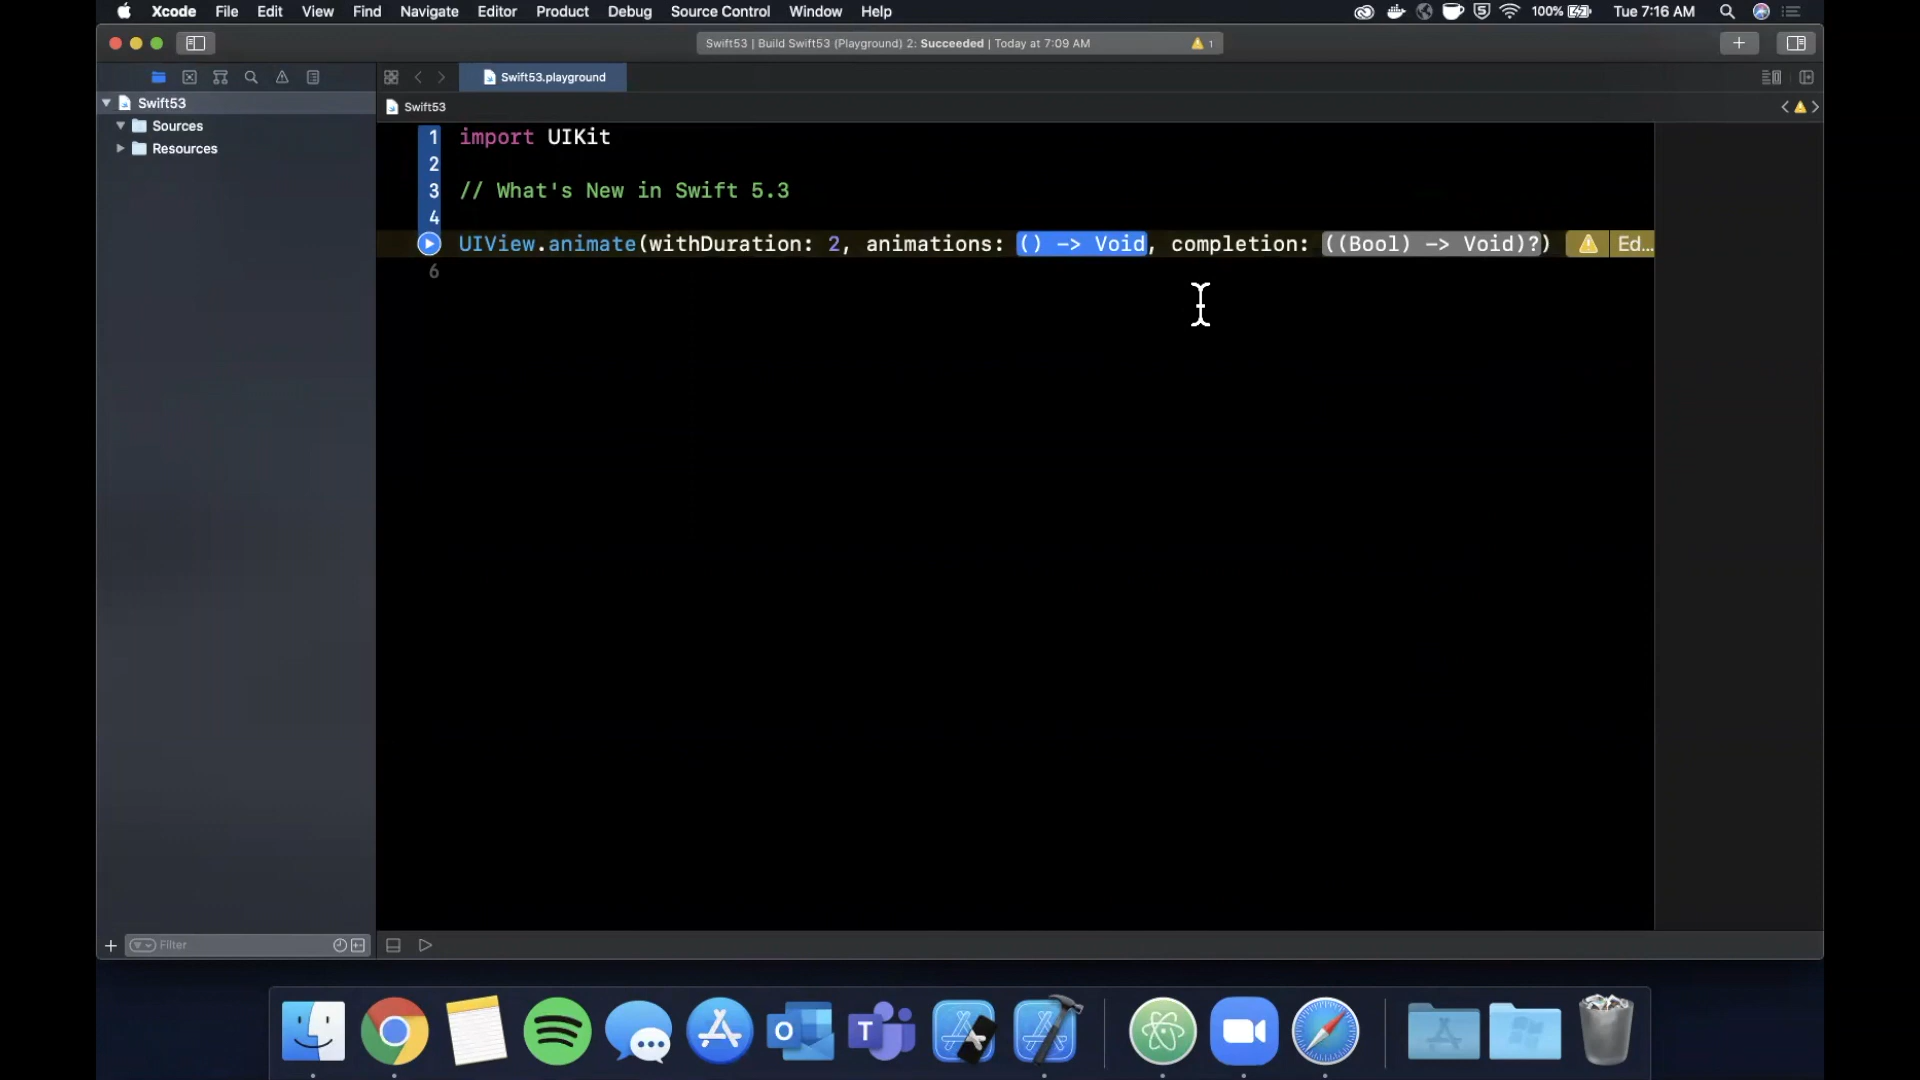 Xcode File Edit View Find Navigate Editor Product Debug Source Control Window Help 100% Tue 7:16 AM
Swift53 | Build Swift53 (Playground) 2: Succeeded | Today at 7:09 AM 1
Swift53.playground
Swift53
Sources
Resources
Swift53
1 import UIKit
2
3 // What's New in Swift 5.3
4
UIView.animate(withDuration: 2, animations: () -> Void, completion: ((Bool) -> Void)?) Ed...
6
Filter